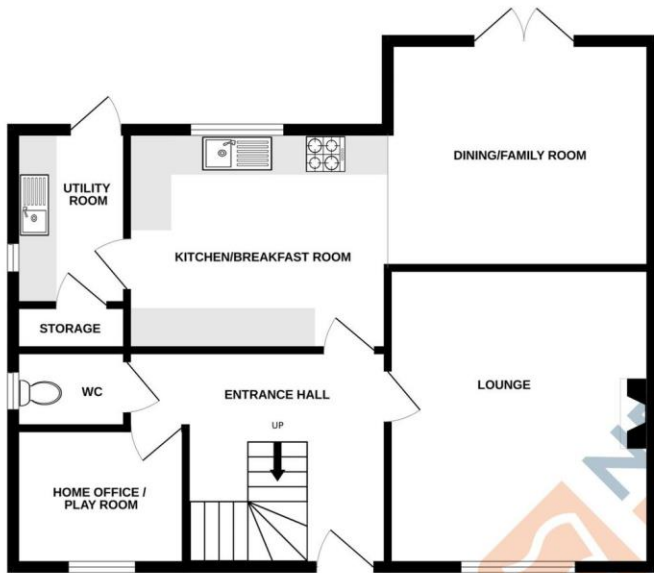 DINING/FAMILY ROOM
UTILITY
ROOM
KITCHEN/BREAKFAST ROOM
STORAGE
WC
ENTRANCE HALL
LOUNGE
UP
HOME OFFICE /
PLAY ROOM